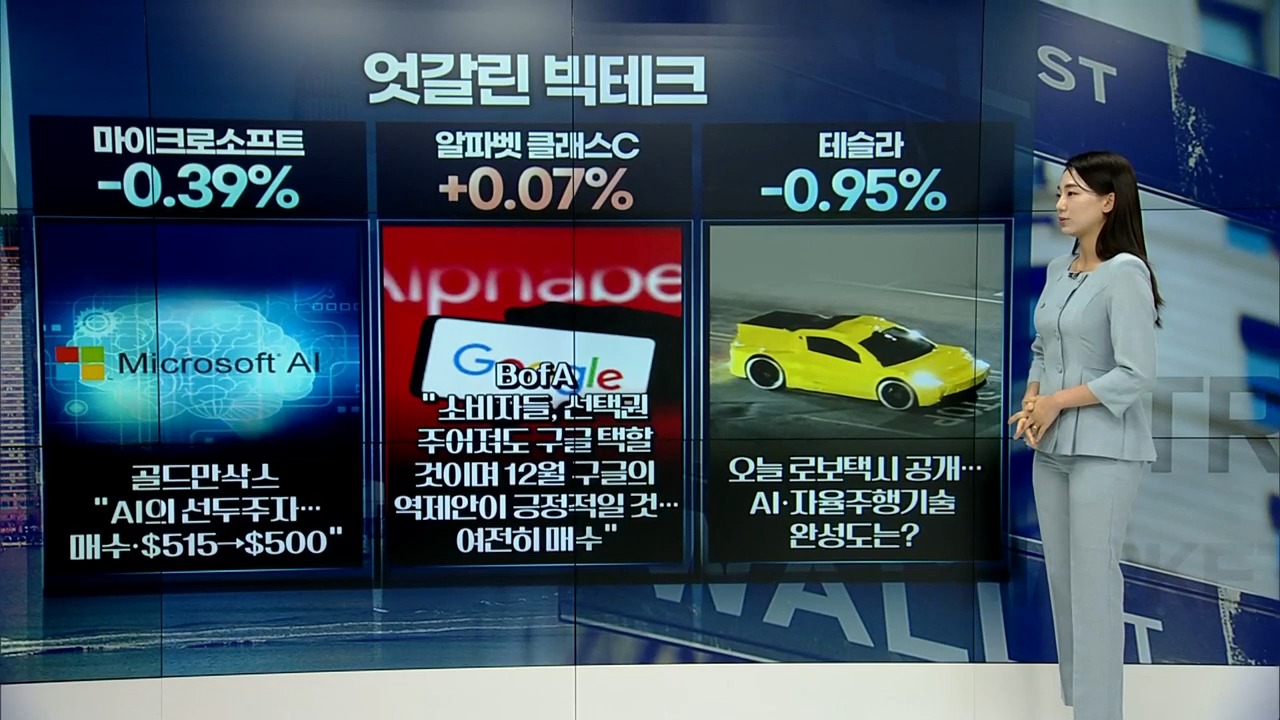 엇갈린 빅테크
마이크로소프트
-0.39%
Microsoft AI
골드만삭스
"AI의 선두주자…
매수·$515→$500"
알파벳 클래스C
+0.07%
Alphabe
Google
BofA
"소비자들, 선택권
주어져도 구글 택할
것이며 12월 구글의
역제안이 긍정적일 것…
여전히 매수"
테슬라
-0.95%
오늘 로보택시 공개…
AI·자율주행기술
완성도는?
ST
WALL
ST